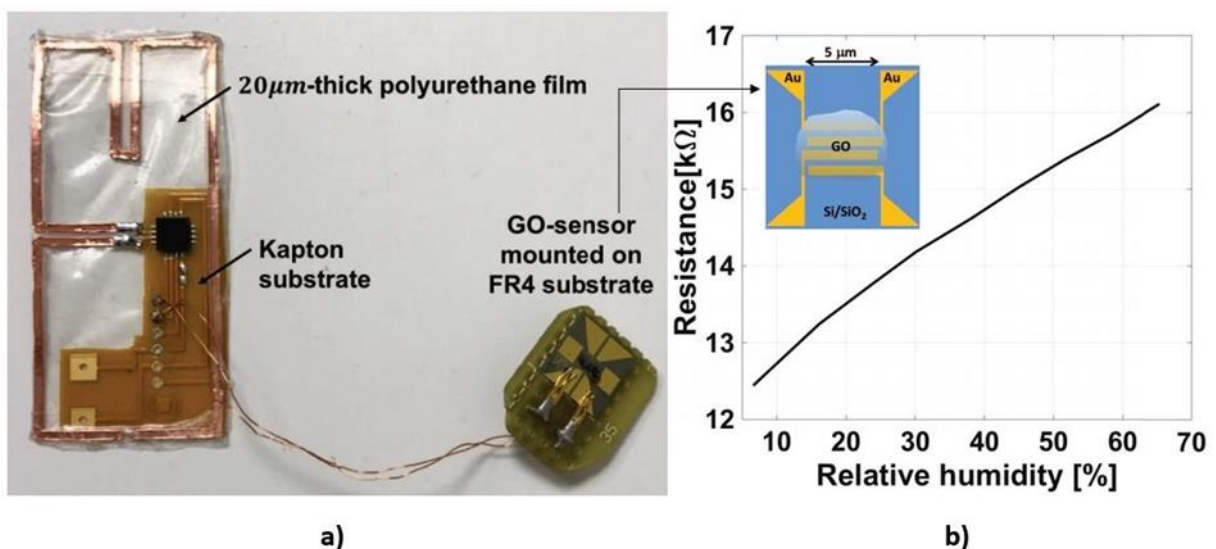 20μm-thick polyurethane film
Kapton
substrate
GO-sensor
mounted on
FR4 substrate
35
a)
Resistance[kΩ]
17
16
15
14
13
12
5 μm
Au Au
GO
Si/SiO₂
10 20 30 40 50 60 70
Relative humidity [%]
b)